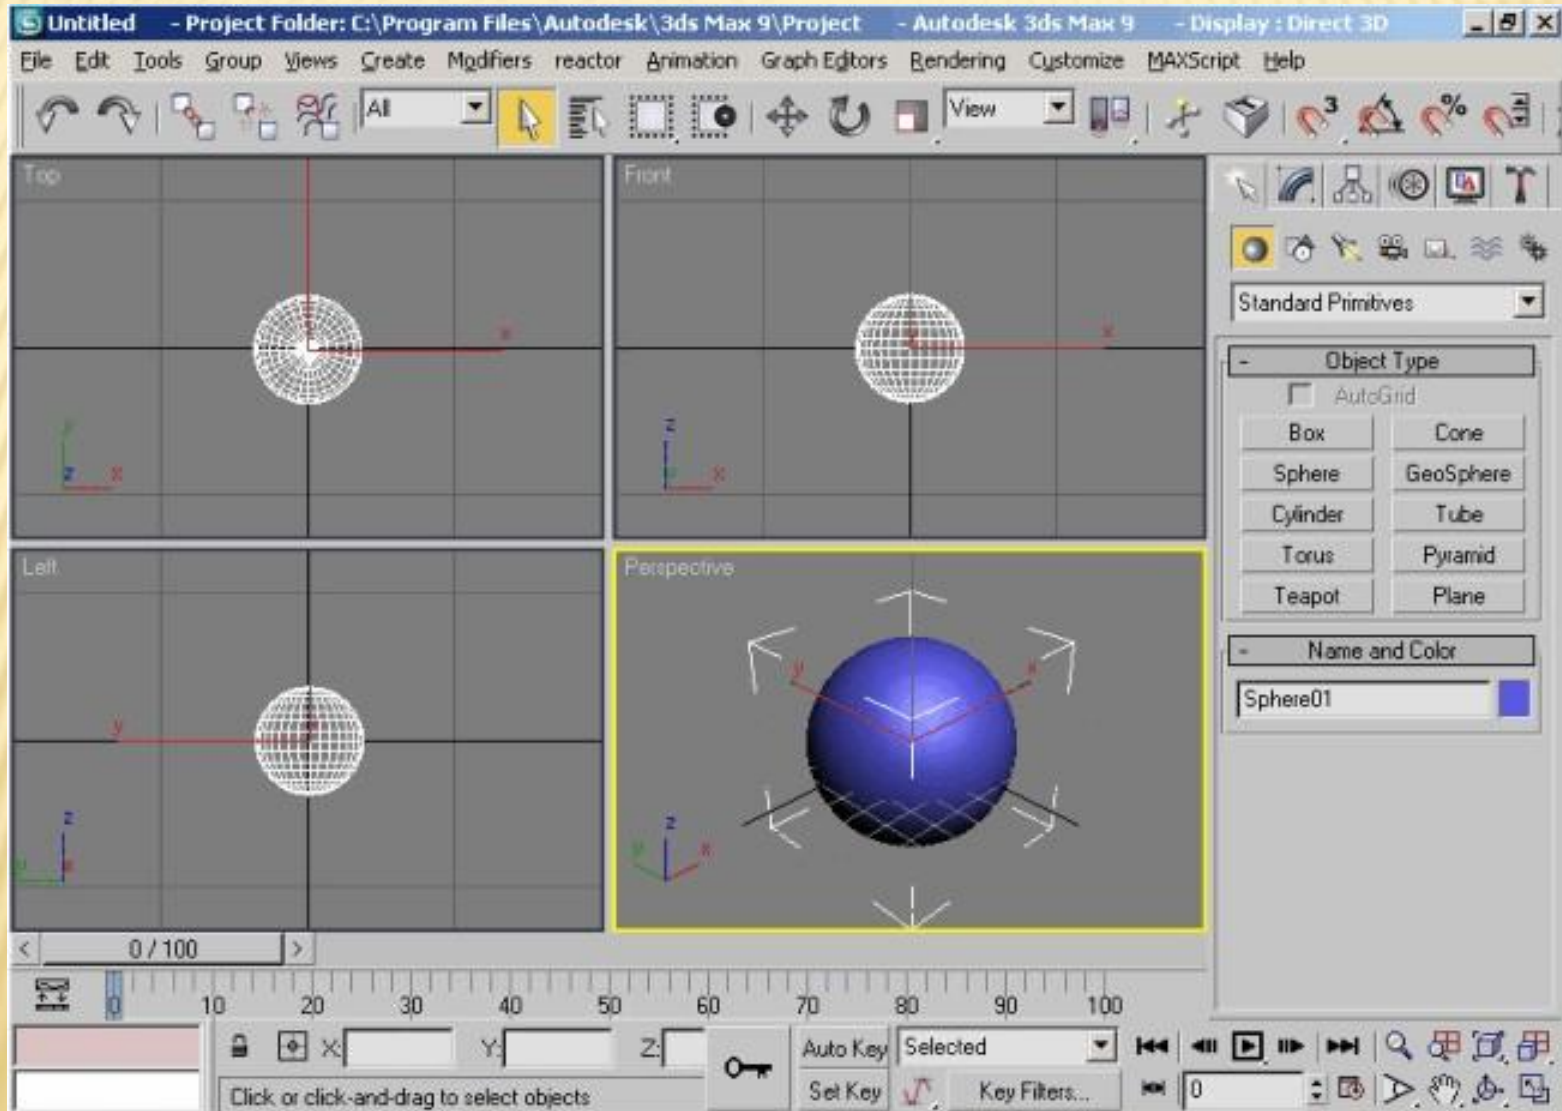 Untitled - Project Folder: C:\Program Files\Autodesk\3ds Max 9\Project - Autodesk 3ds Max 9 - Display : Direct 3D
File Edit Tools Group Views Create Modifiers reactor Animation Graph Editors Rendering Customize MAXScript Help
All View 3 %
Top
y
x
z x
Front
x
z
x
Standard Primitives
- Object Type
AutoGrid
Box Cone
Sphere GeoSphere
Cylinder Tube
Torus Pyramid
Teapot Plane
- Name and Color
Sphere01
Left
y
z
Perspective
y x
z
y x
< 0 / 100 >
0 10 20 30 40 50 60 70 80 90 100
X: Y: Z:
Auto Key Selected
Click or click-and-drag to select objects
Set Key Key Filters... 0